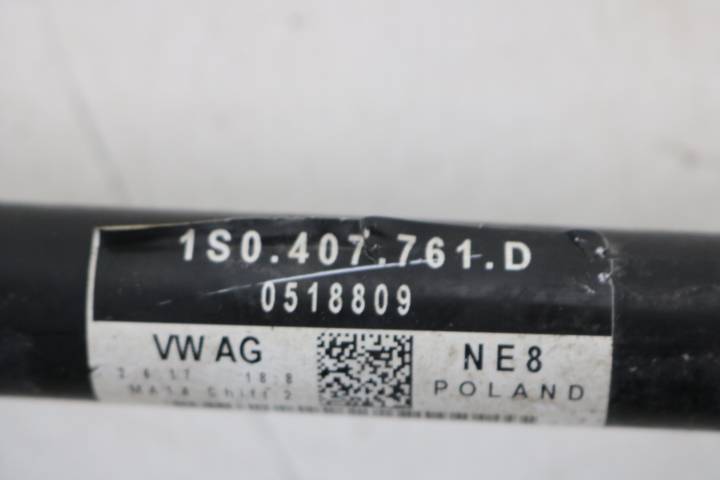 1S0.407.761.D
0518809
VW AG
NE8
POLAND